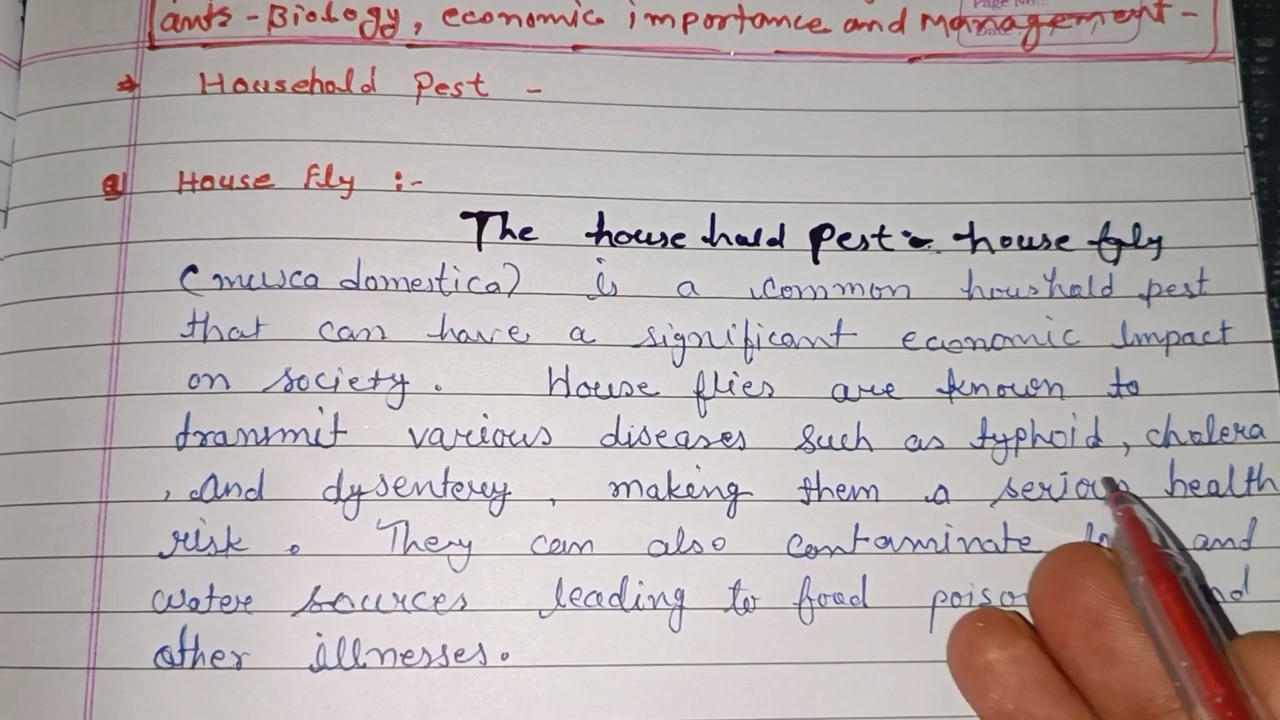 ants - Biology, economic importance and Management -
Page No.
→ Household Pest -
House fly :-
The household pest - house fly
(musca domestica) is a common houshold pest
that can have a significant economic Impact
on society. House flies are known to
transmit various diseases such as typhoid, cholera
, and dysentery, making them a serious health
risk. They can also contaminate and
water sources leading to food and
other illnesses.